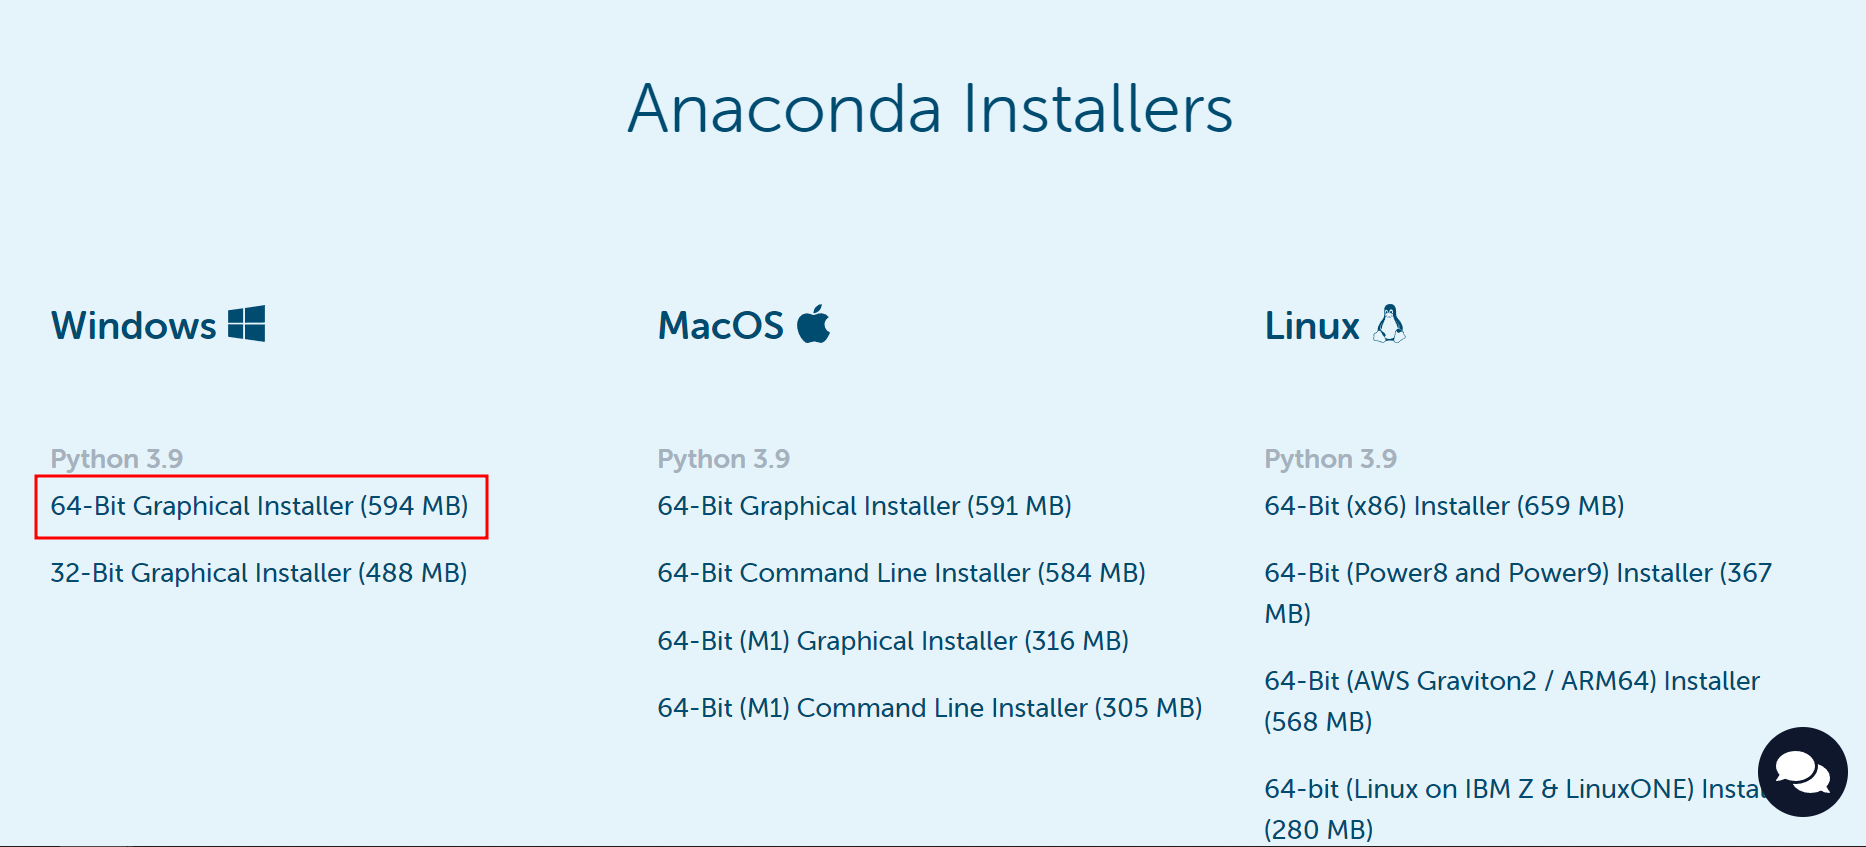 Anaconda Installers
Windows
Python 3.9
64-Bit Graphical Installer (594 MB)
32-Bit Graphical Installer (488 MB)
MacOS
Python 3.9
64-Bit Graphical Installer (591 MB)
64-Bit Command Line Installer (584 MB)
64-Bit (M1) Graphical Installer (316 MB)
64-Bit (M1) Command Line Installer (305 MB)
Linux
Python 3.9
64-Bit (x86) Installer (659 MB)
64-Bit (Power8 and Power9) Installer (367
MB)
64-Bit (AWS Graviton2 / ARM64) Installer
(568 MB)
64-bit (Linux on IBM Z & LinuxONE)
(280 MB)